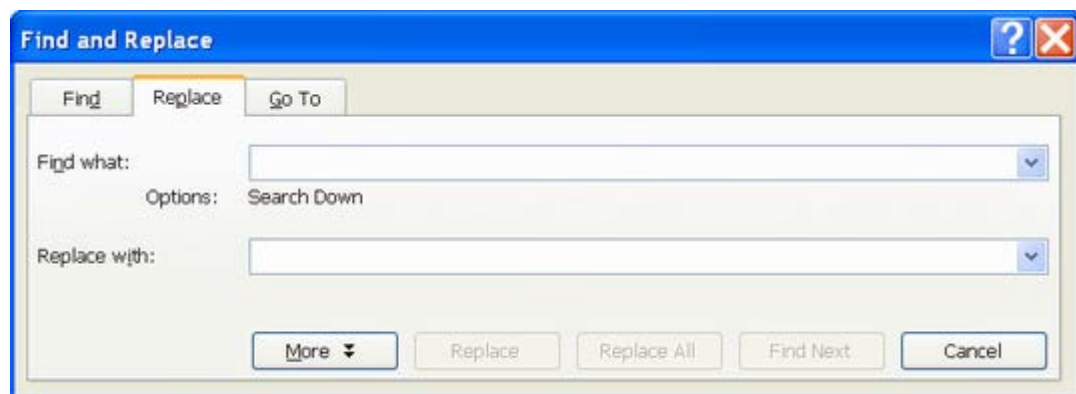 Find and Replace
Find Replace Go To
Find what:
Options: Search Down
Replace with:
More Replace Replace All Find Next Cancel